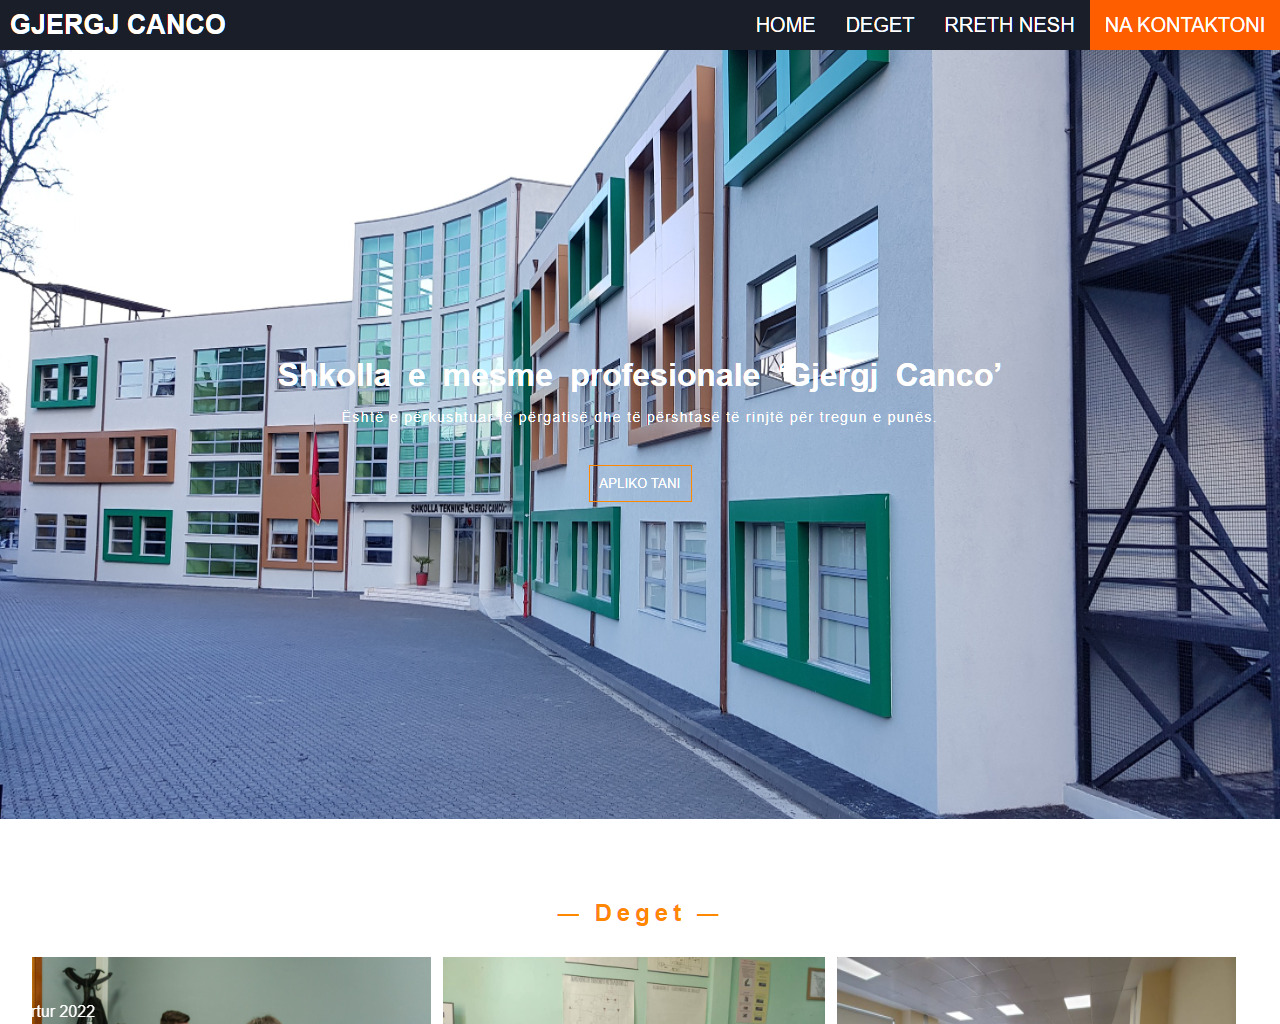 GJERGJ CANCO
HOME DEGET RRETH NESH NA KONTAKTONI
Shkolla e mesme profesionale ‘Gjergj Canco’
Është e përkushtuar të përgatisë dhe të përshtasë të rinjtë për tregun e punës.
APLIKO TANI
SHKOLLA TEKNIKE "GJERGJ CANCO"
— Deget —
rtur 2022